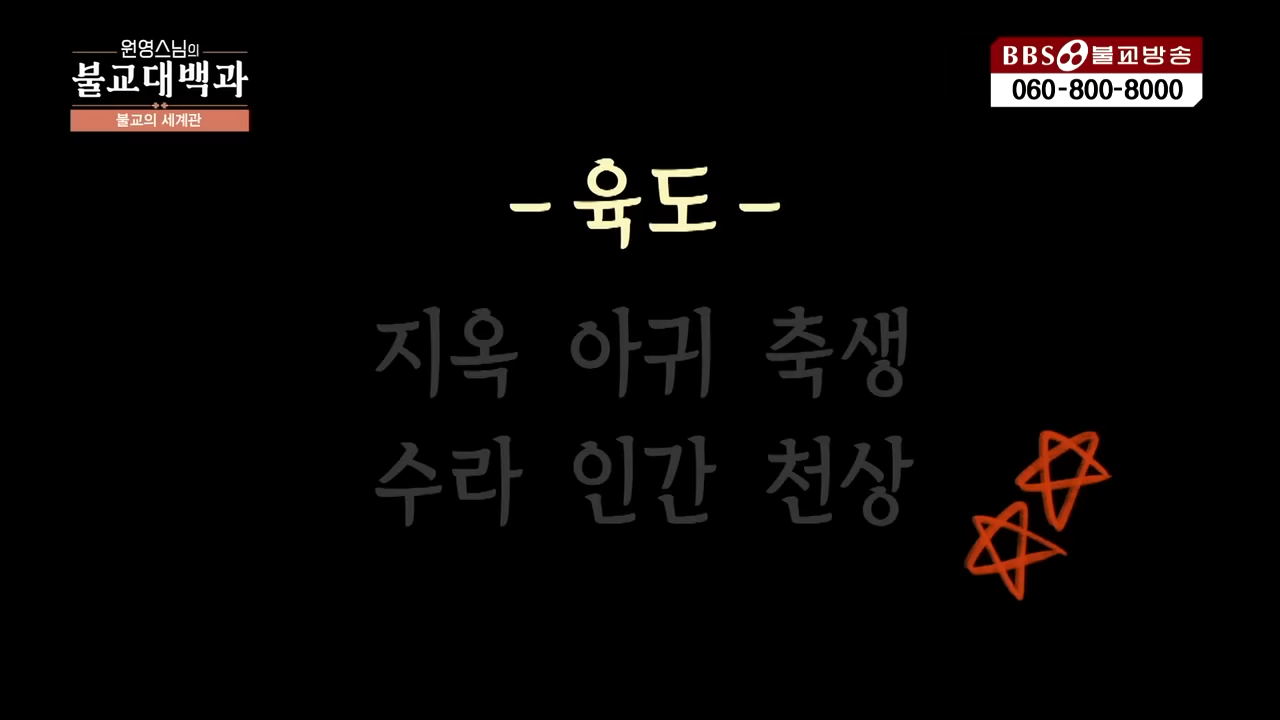 원영스님의
불교대백과
불교의 세계관
BBS 불교방송
060-800-8000
- 육도 -
지옥 아귀 축생
수라 인간 천상